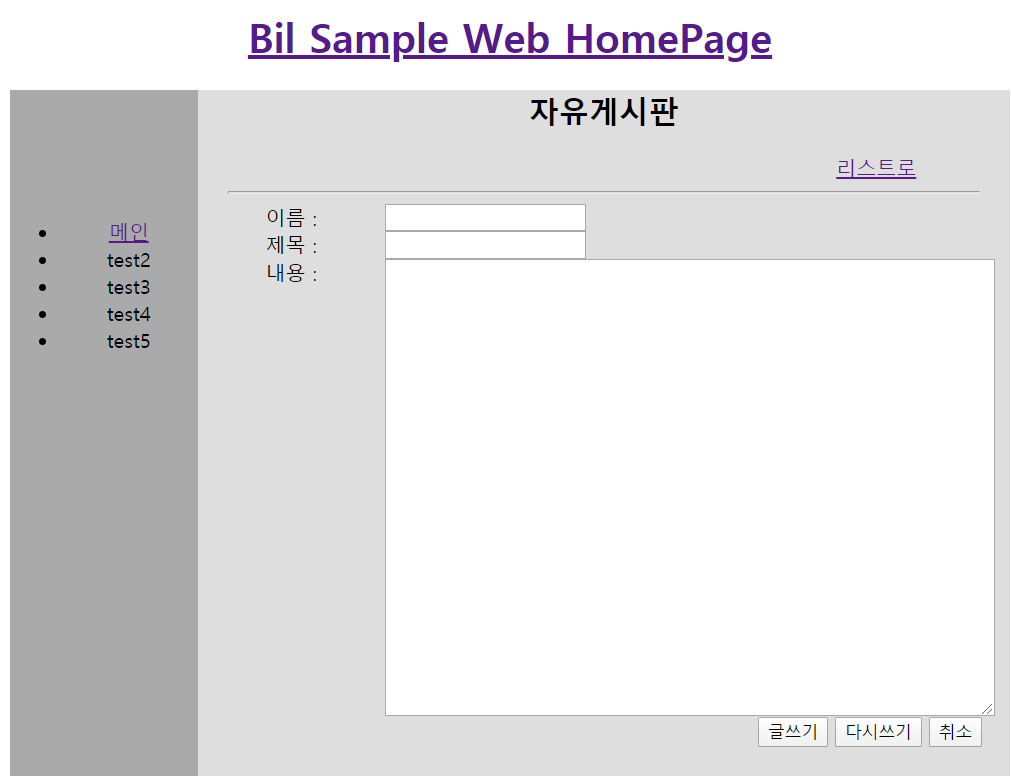 Bil Sample Web HomePage
메인
test2
test3
test4
test5
자유게시판
리스트로
이름 :
제목 :
내용 :
글쓰기 다시쓰기 취소